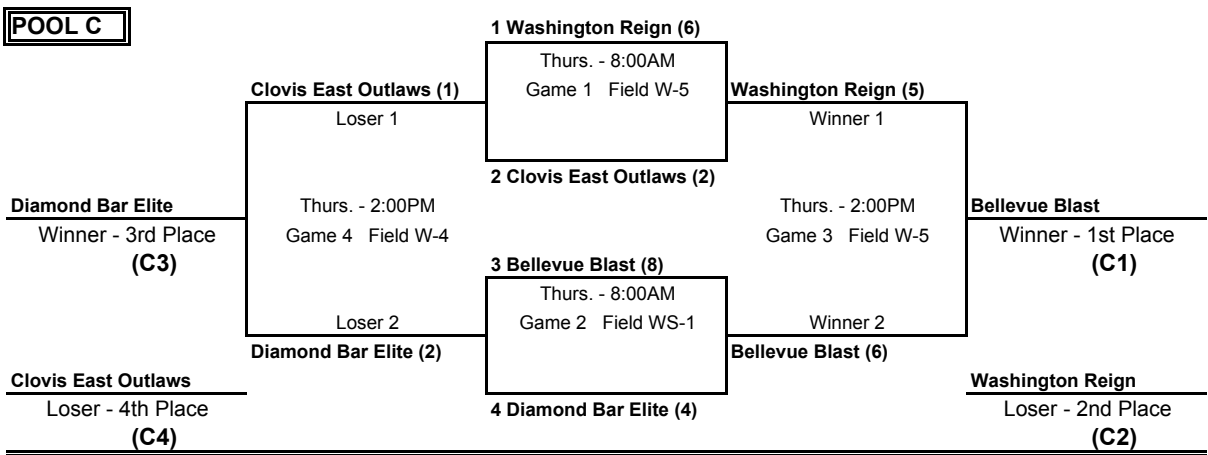 POOL C
1 Washington Reign (6)
Thurs. - 8:00AM
Clovis East Outlaws (1)
Game 1 Field W-5
Washington Reign (5)
Loser 1
Winner 1
2 Clovis East Outlaws (2)
Diamond Bar Elite
Thurs. - 2:00PM
Thurs. - 2:00PM
Bellevue Blast
Winner - 3rd Place
Game 4 Field W-4
Game 3 Field W-5
Winner - 1st Place
(C3)
3 Bellevue Blast (8)
(C1)
Thurs. - 8:00AM
Loser 2
Game 2 Field WS-1
Winner 2
Diamond Bar Elite (2)
Bellevue Blast (6)
Clovis East Outlaws
Washington Reign
Loser - 4th Place
4 Diamond Bar Elite (4)
Loser - 2nd Place
(C4)
(C2)